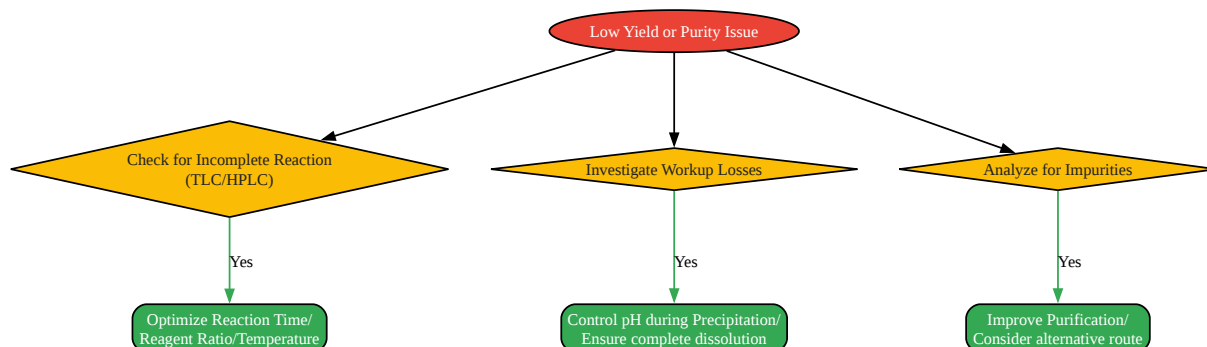 Low Yield or Purity Issue
Check for Incomplete Reaction
(TLC/HPLC)
Investigate Workup Losses
Analyze for Impurities
Yes
Yes
Yes
Optimize Reaction Time/
Reagent Ratio/Temperature
Control pH during Precipitation/
Ensure complete dissolution
Improve Purification/
Consider alternative route